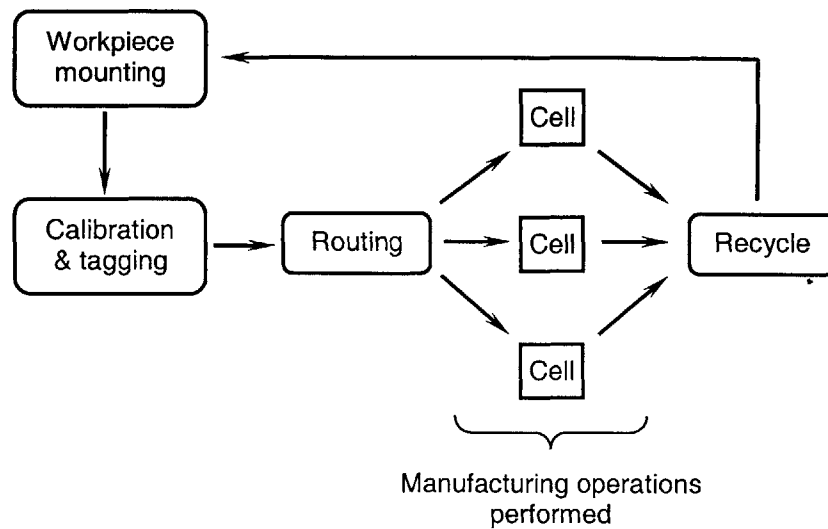 Workpiece
mounting
Cell
Calibration
& tagging
Routing
Cell
Recycle
Cell
Manufacturing operations
performed